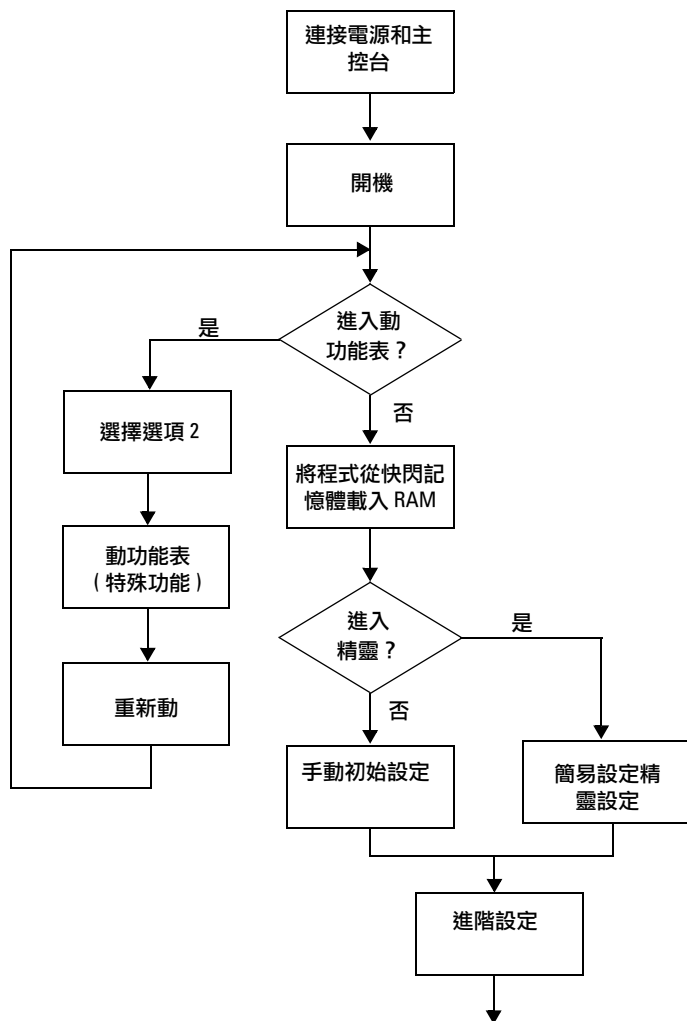 連接電源和主
控台
開機
進入動
功能表？
是
否
選擇選項 2
將程式從快閃記
憶體載入 RAM
動功能表
( 特殊功能 )
進入
精靈？
是
否
重新動
手動初始設定
簡易設定精
靈設定
進階設定